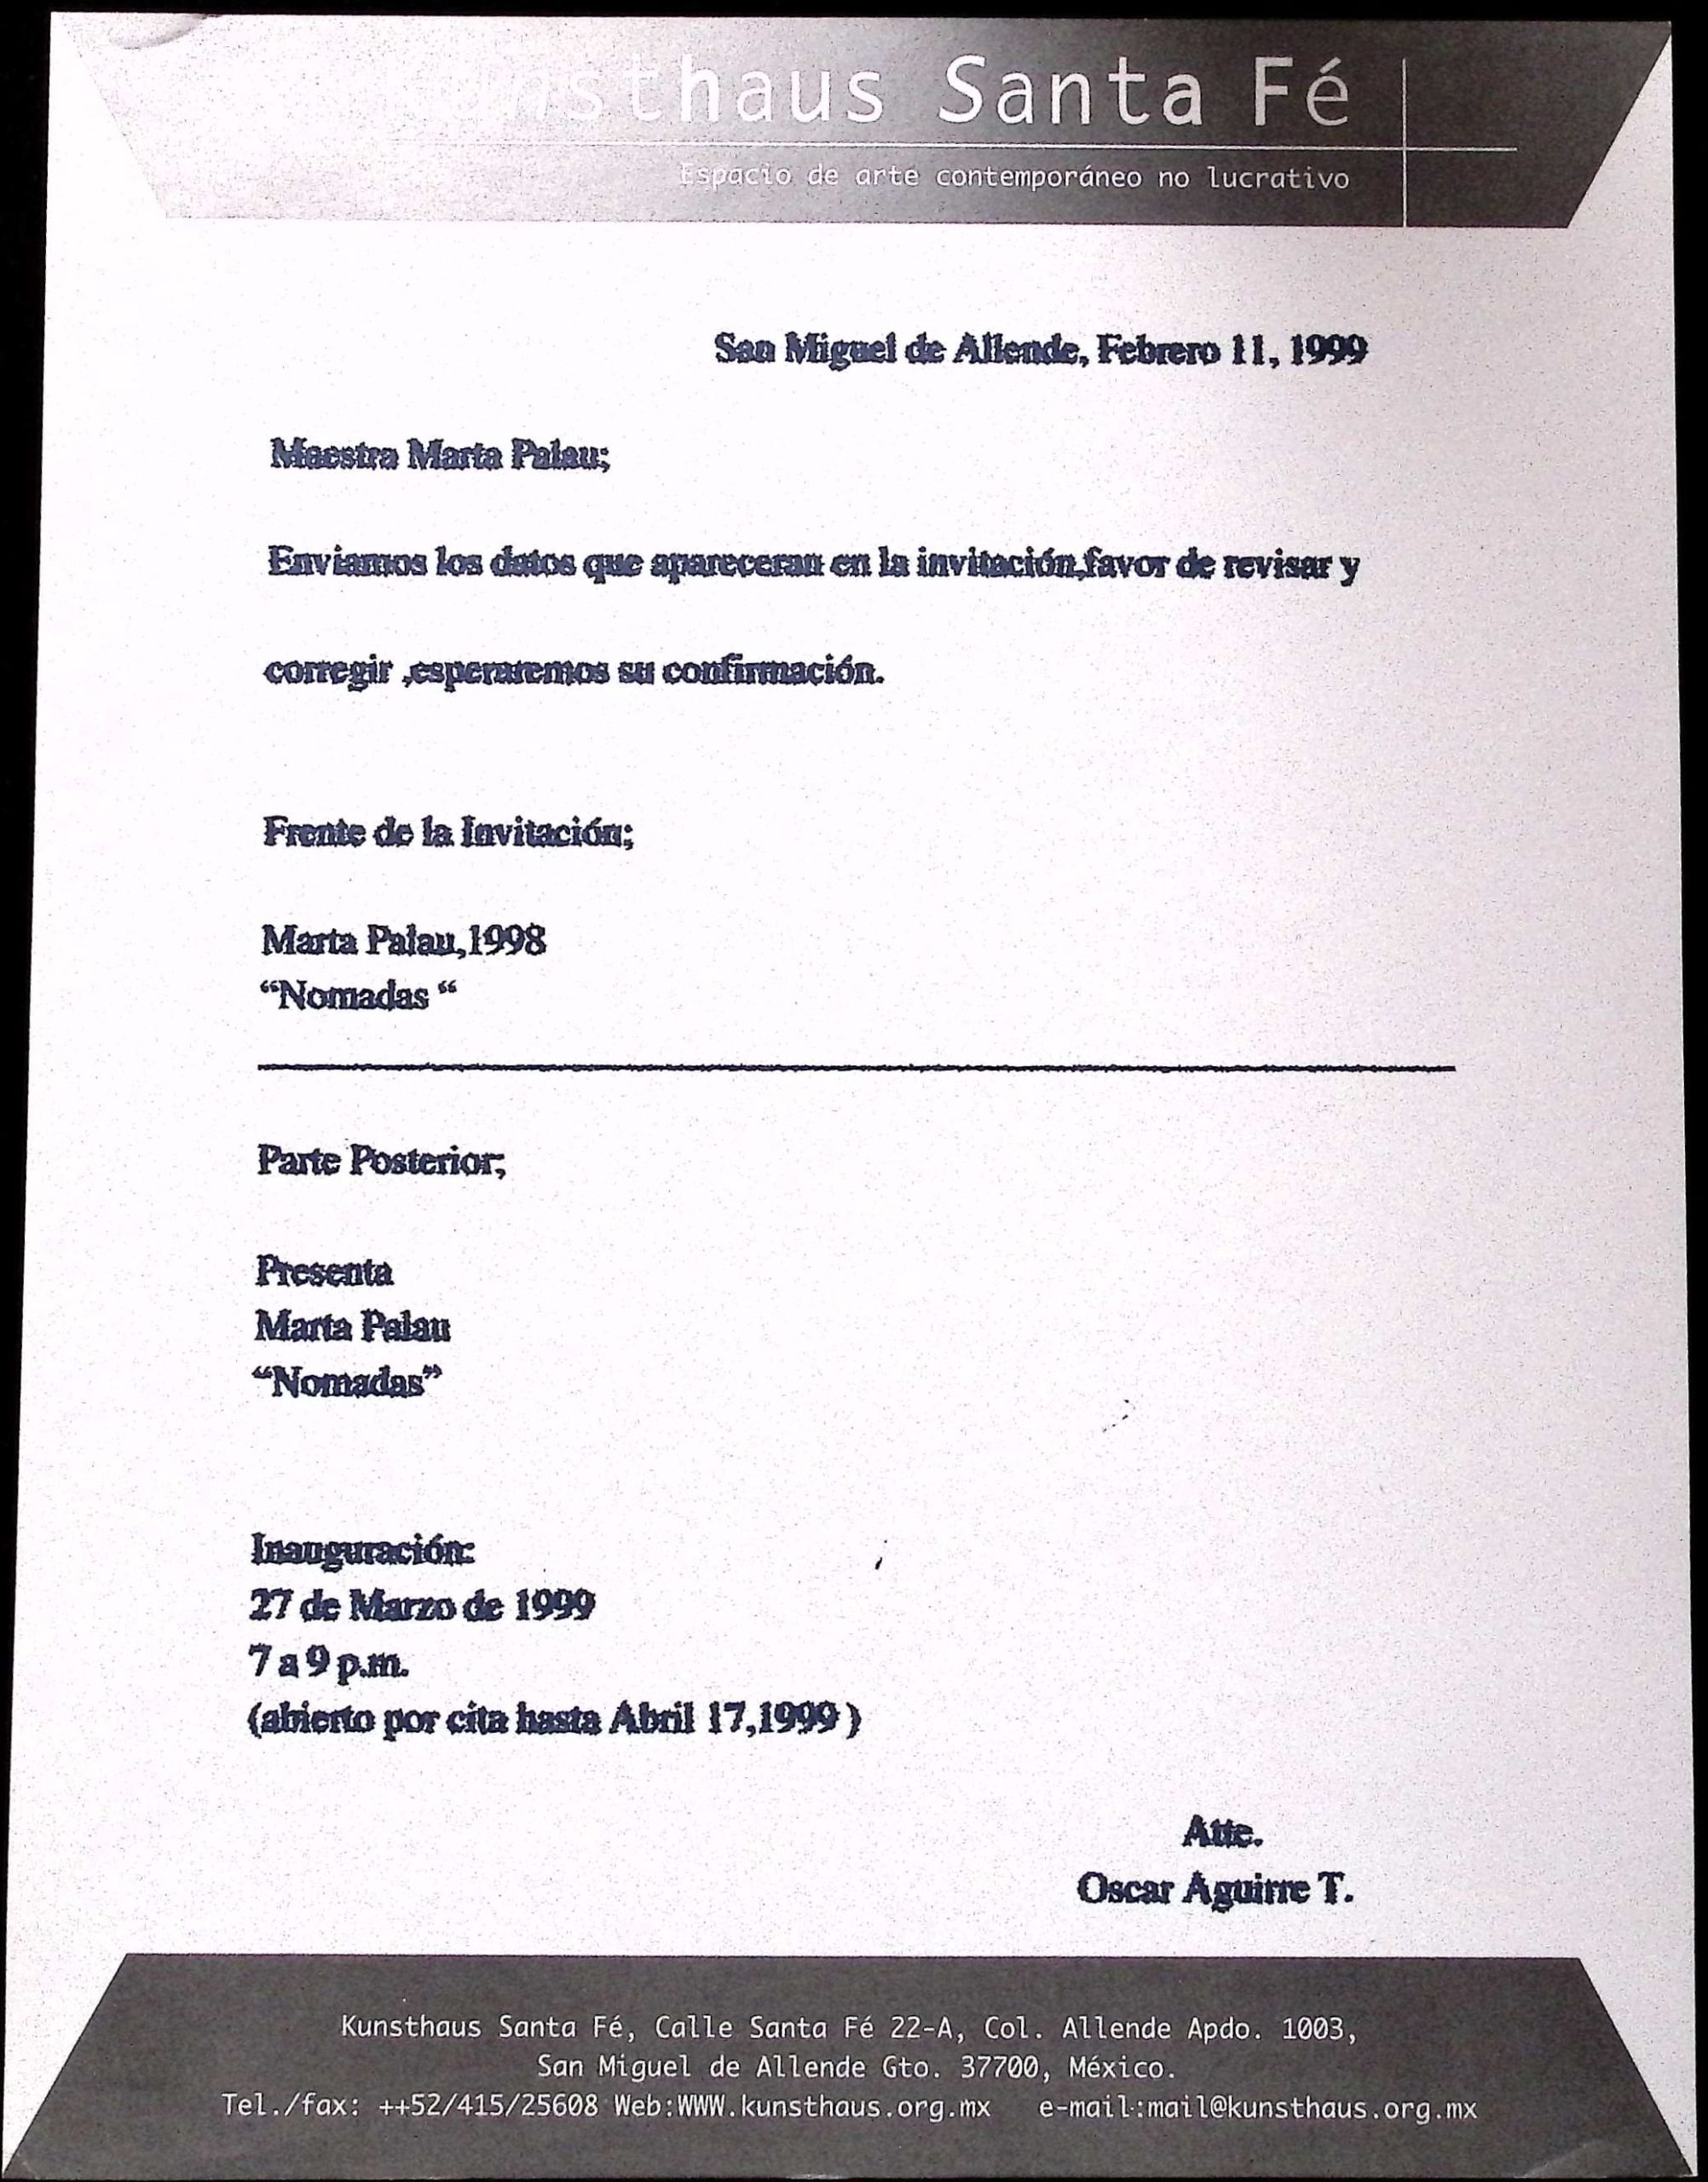 Kunsthaus Santa Fé
Espacio de arte contemporáneo no lucrativo
San Miguel de Allende, Febrero 11, 1999
Maestra Marta Palau;
Enviamos los datos que apareceran en la invitación,favor de revisar y
corregir ,esperaremos su confirmación.
Frente de la Invitación;
Marta Palau,1998
“Nomadas “
Parte Posterior;
Presenta
Marta Palau
“Nomadas”
Inauguración:
27 de Marzo de 1999
7 a 9 p.m.
(abierto por cita hasta Abril 17,1999 )
Atte.
Oscar Aguirre T.
Kunsthaus Santa Fé, Calle Santa Fé 22-A, Col. Allende Apdo. 1003,
San Miguel de Allende Gto. 37700, México.
Tel./fax: ++52/415/25608 Web:WWW.kunsthaus.org.mx e-mail:mail@kunsthaus.org.mx